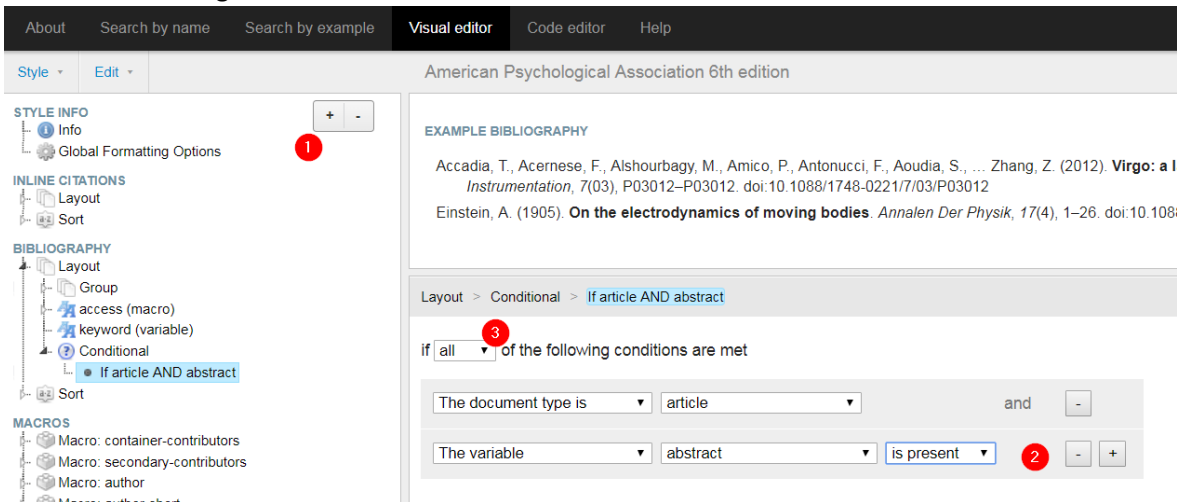 About Search by name Search by example Visual editor Code editor Help
Style Edit American Psychological Association 6th edition
STYLE INFO
+ -
Info
1
Global Formatting Options
INLINE CITATIONS
Layout
Sort
BIBLIOGRAPHY
Layout
Group
access (macro)
keyword (variable)
Conditional
If article AND abstract
Sort
MACROS
Macro: container-contributors
Macro: secondary-contributors
Macro: author
EXAMPLE BIBLIOGRAPHY
Accadia, T., Acernese, F., Alshourbagy, M., Amico, P., Antonucci, F., Aoudia, S., … Zhang, Z. (2012). Virgo: a l
Instrumentation, 7(03), P03012–P03012. doi:10.1088/1748-0221/7/03/P03012
Einstein, A. (1905). On the electrodynamics of moving bodies. Annalen Der Physik, 17(4), 1–26. doi:10.108
Layout > Conditional > If article AND abstract
3
if all of the following conditions are met
The document type is article and -
The variable abstract is present 2 - +